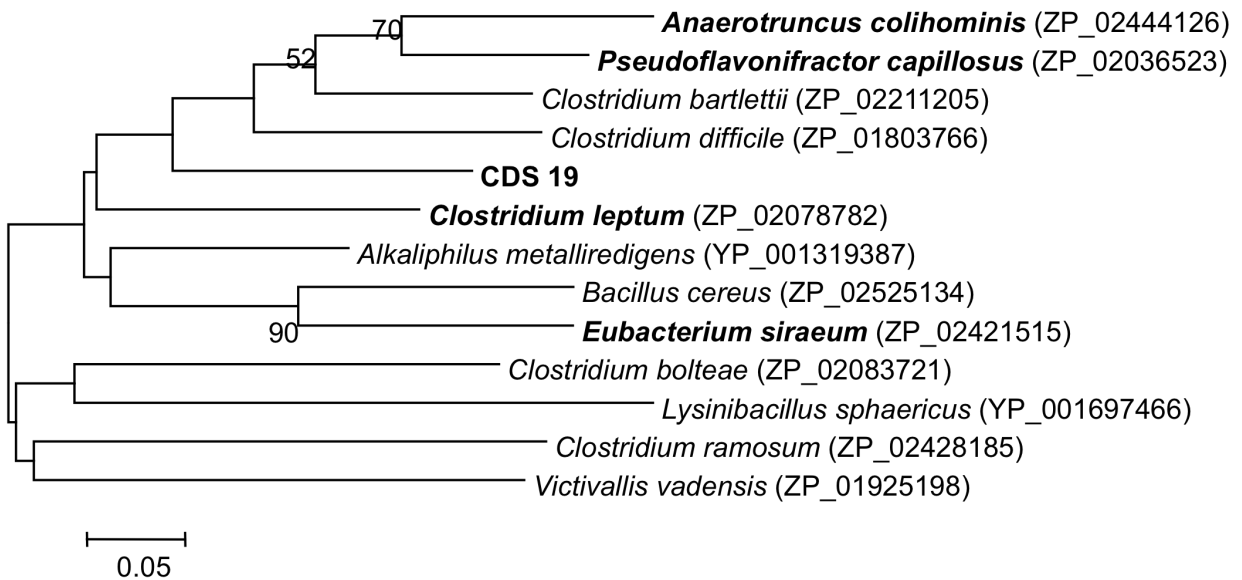 70
Anaerotruncus colihominis (ZP_02444126)
52
Pseudoflavonifractor capillosus (ZP_02036523)
Clostridium bartlettii (ZP_02211205)
Clostridium difficile (ZP_01803766)
CDS 19
Clostridium leptum (ZP_02078782)
Alkaliphilus metalliredigens (YP_001319387)
Bacillus cereus (ZP_02525134)
90
Eubacterium siraeum (ZP_02421515)
Clostridium bolteae (ZP_02083721)
Lysinibacillus sphaericus (YP_001697466)
Clostridium ramosum (ZP_02428185)
Victivallis vadensis (ZP_01925198)
0.05